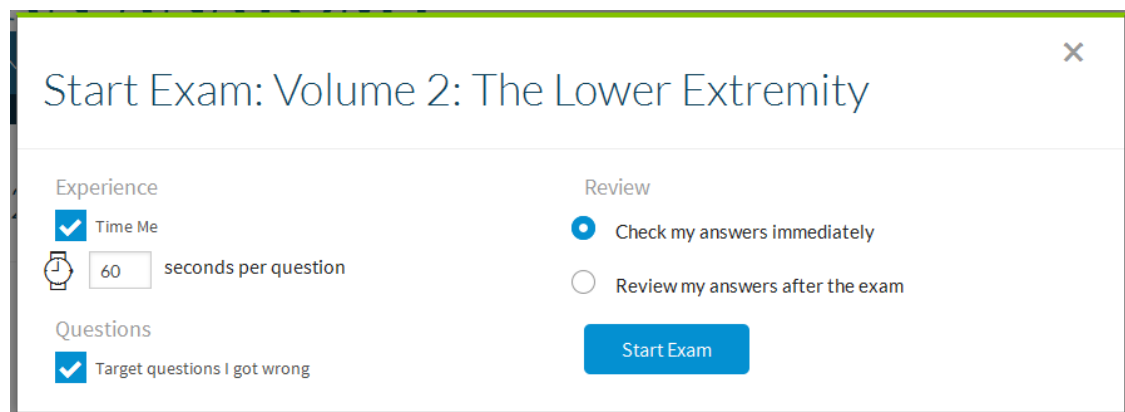 Start Exam: Volume 2: The Lower Extremity
Experience
Time Me
60 seconds per question
Questions
Target questions I got wrong
Review
Check my answers immediately
Review my answers after the exam
Start Exam